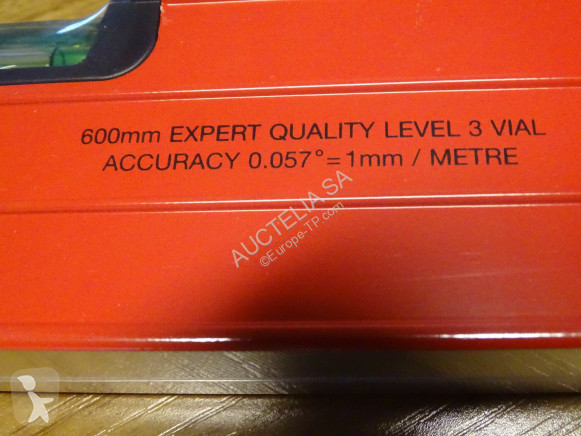 600mm EXPERT QUALITY LEVEL 3 VIAL
ACCURACY 0.057°=1mm / METRE
AUCTELIA SA
©Europe-TP.com